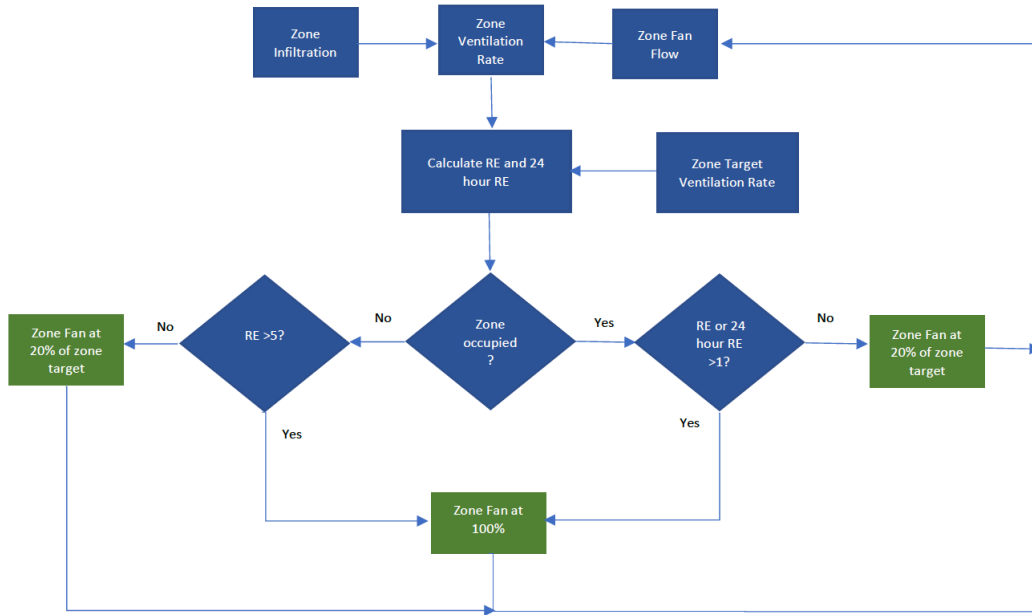 Zone
Infiltration
Zone
Ventilation
Rate
Zone Fan
Flow
Calculate RE and 24
hour RE
Zone Target
Ventilation Rate
No
Zone Fan at
20% of zone
target
RE >5?
No
Zone
occupied
?
Yes
RE or 24
hour RE
>1?
No
Zone Fan at
20% of zone
target
Yes
Yes
Zone Fan at
100%